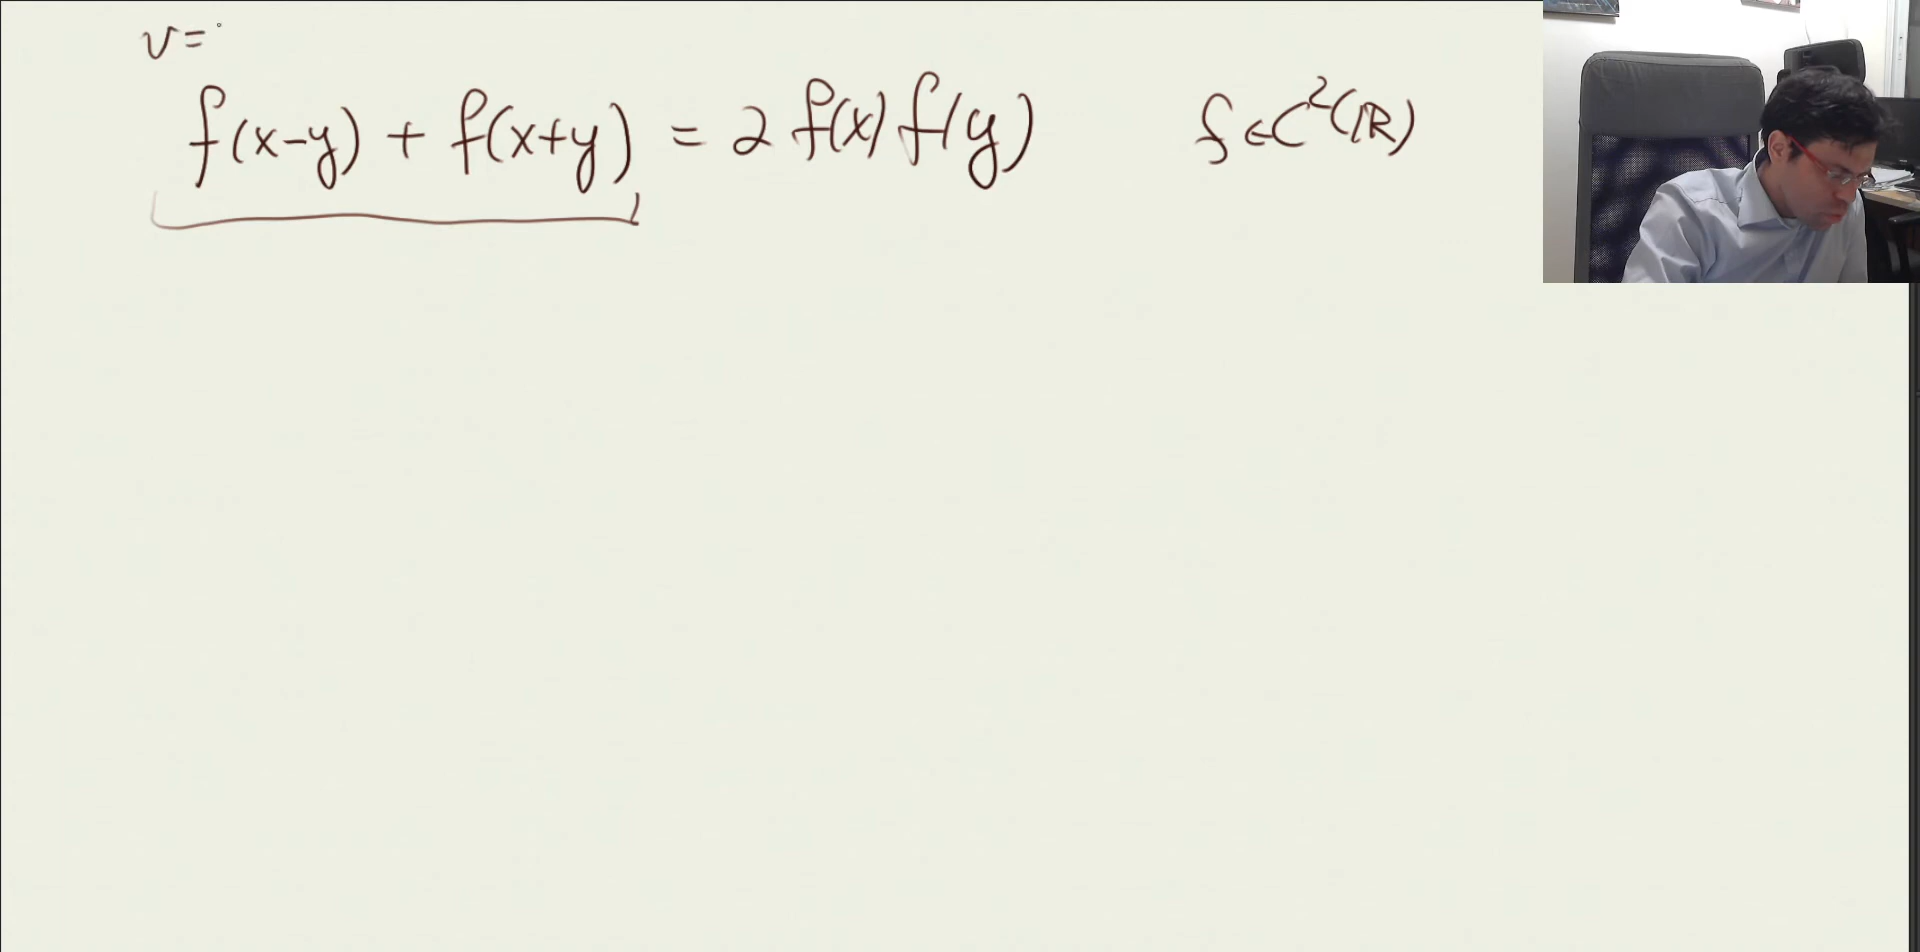 v=
f(x-y) + f(x+y) = 2 f(x) f(y) f∈C²(ℝ)